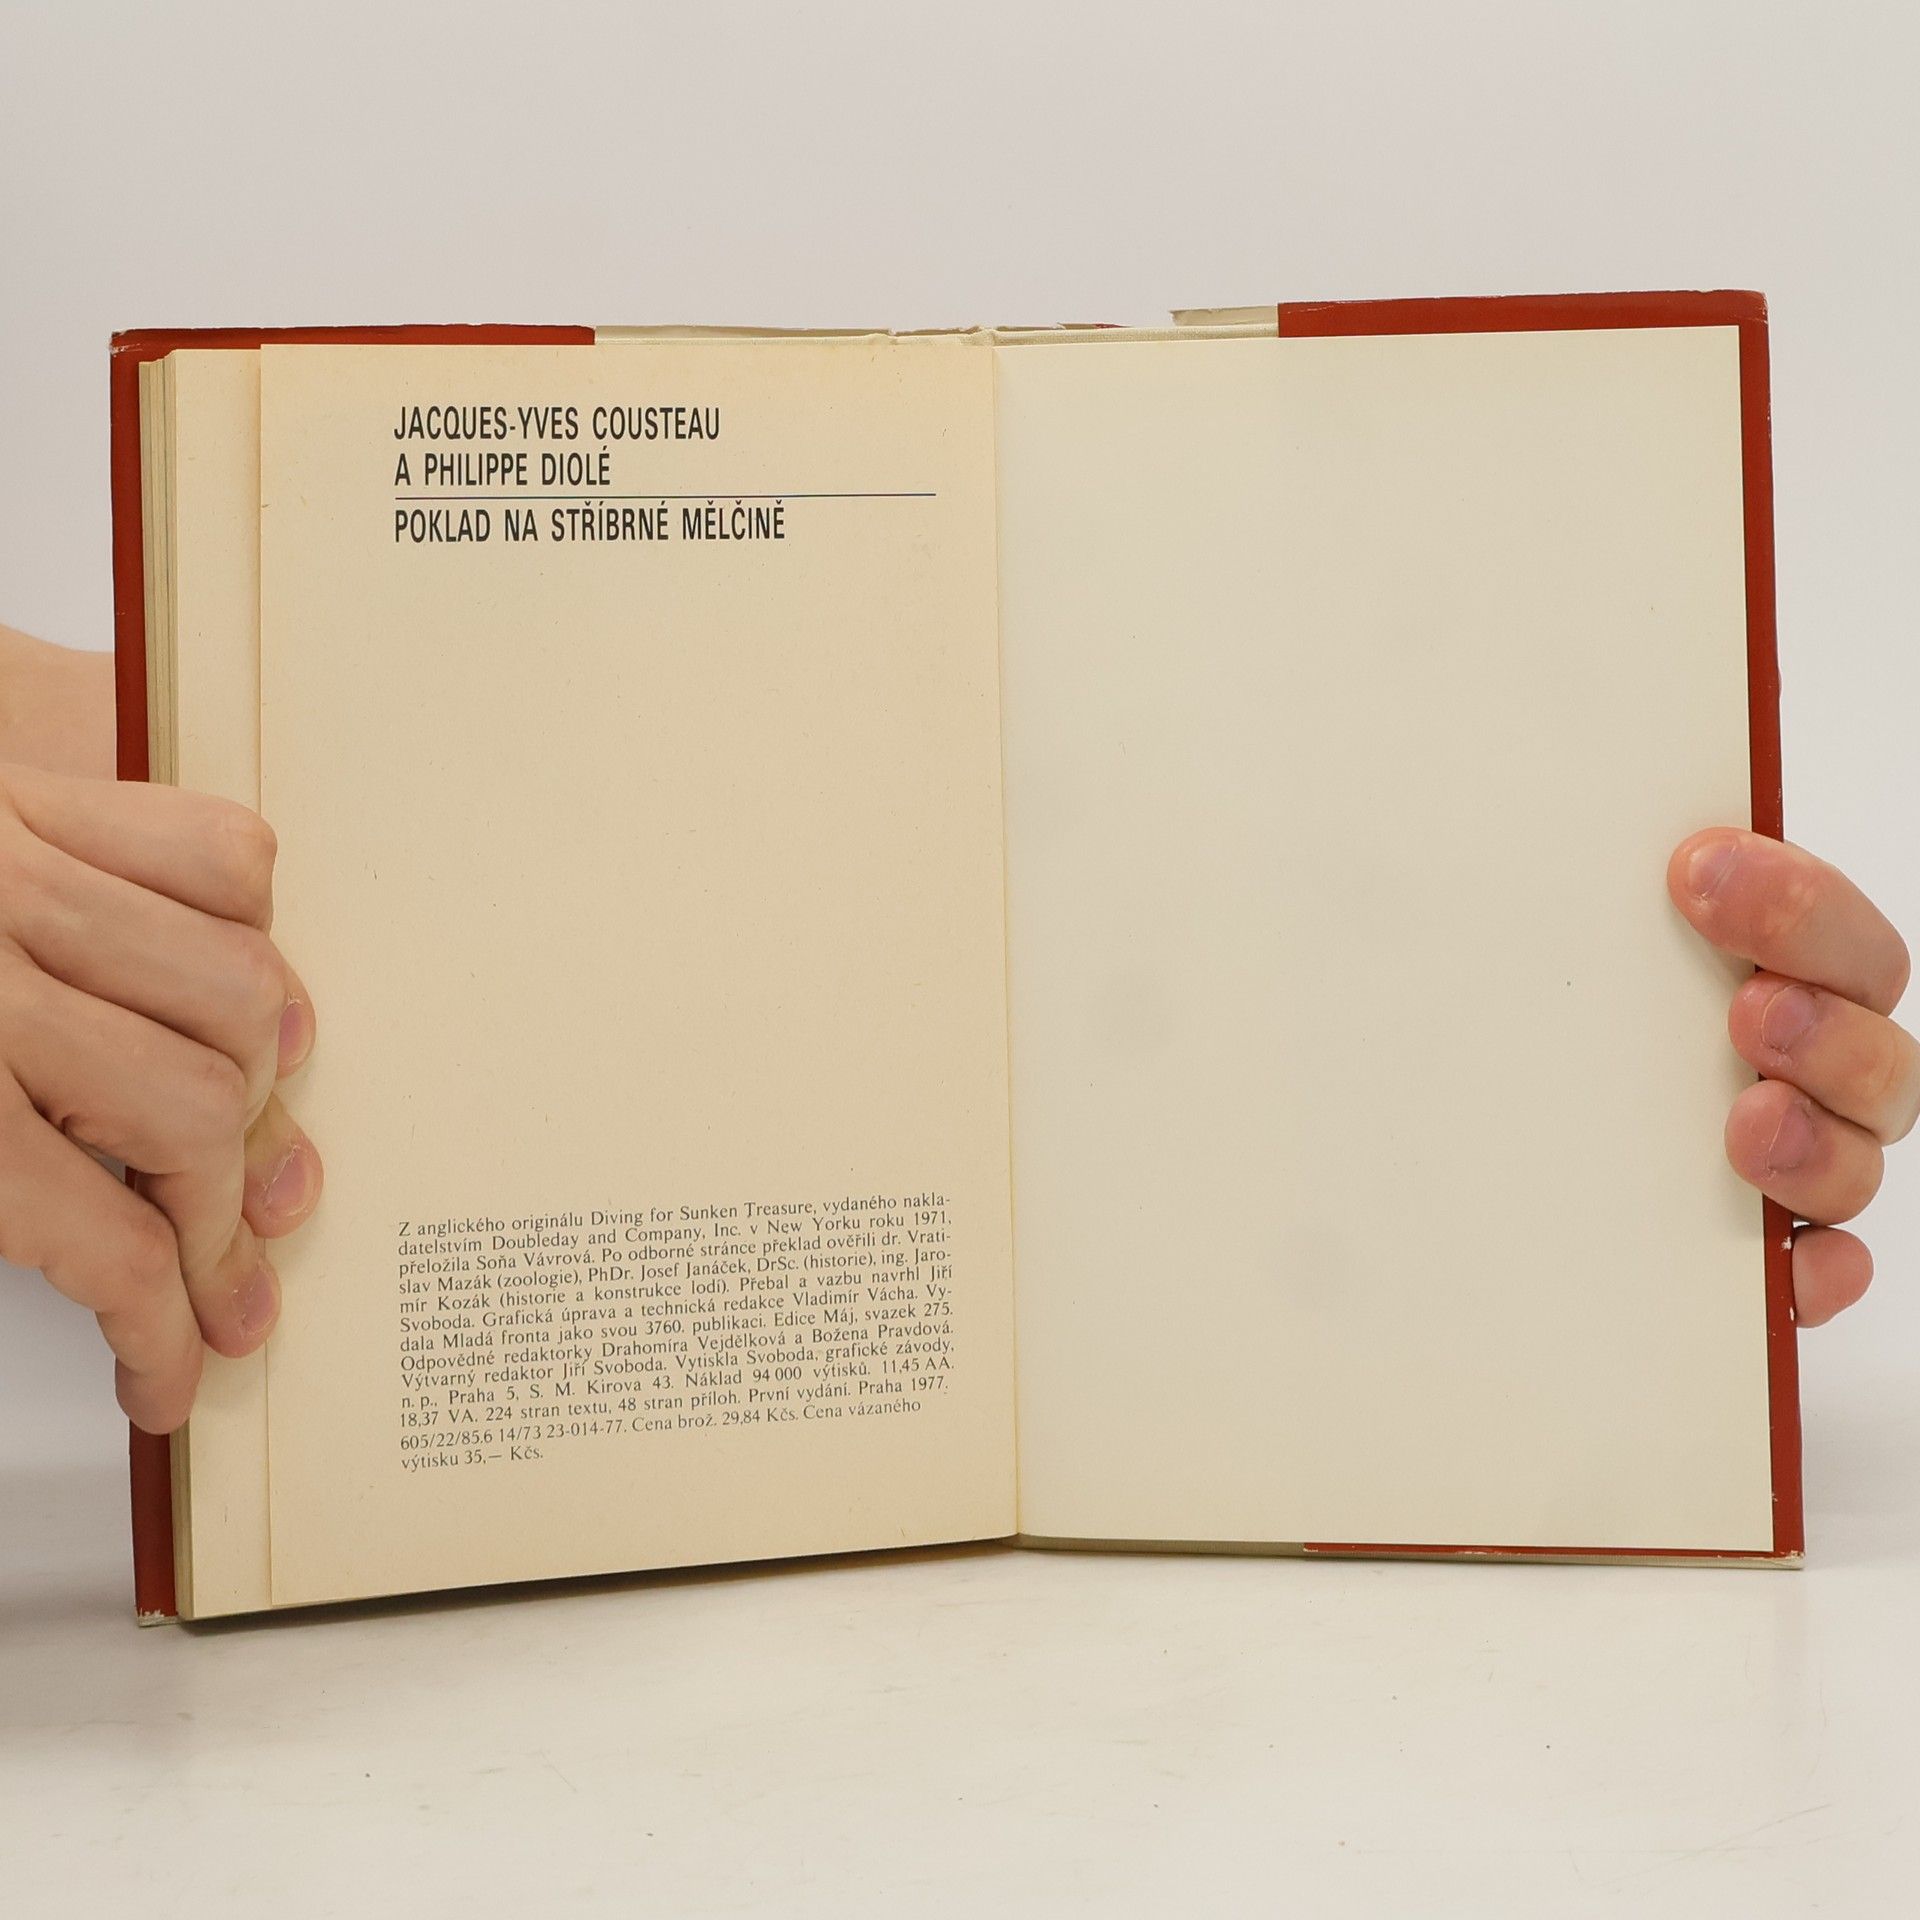 JACQUES-YVES COUSTEAU
A PHILIPPE DIOLÉ
POKLAD NA STŘÍBRNÉ MĚLČINĚ
Z anglického originálu Diving for Sunken Treasure, vydaného nakla-
datelstvím Doubleday and Company, Inc. v New Yorku roku 1971,
přeložila Soňa Vávrová. Po odborné stránce překlad ověřili dr. Vrati-
slav Mazák (zoologie), PhDr. Josef Janáček, DrSc. (historie), ing. Jaro-
mír Kozák (historie a konstrukce lodí). Přebal a vazbu navrhl Jiří
Svoboda. Grafická úprava a technická redakce Vladimír Vácha. Vy-
dala Mladá fronta jako svou 3760. publikaci. Edice Máj, svazek 275.
Odpovědné redaktorky Drahomíra Vejdělková a Božena Pravdová.
Výtvarný redaktor Jiří Svoboda. Vytiskla Svoboda, grafické závody,
n. p., Praha 5, S. M. Kirova 43. Náklad 94 000 výtisků. 11,45 AA.
18,37 VA. 224 stran textu, 48 stran příloh. První vydání. Praha 1977.
605/22/85.6 14/73 23-014-77. Cena brož. 29,84 Kčs. Cena vázaného
výtisku 35,— Kčs.